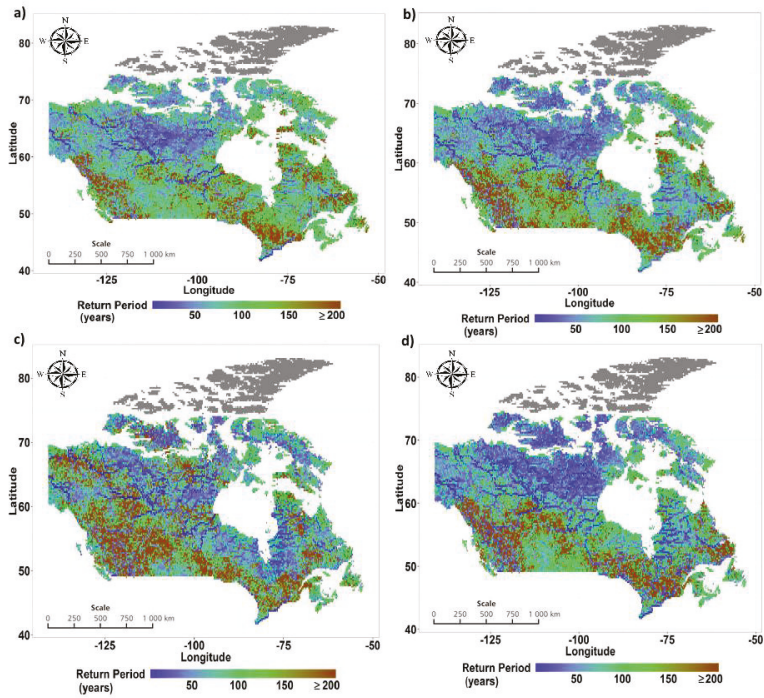 a)
N
W E
S
80
70
60
50
40
Latitude
Scale
0 250 500 750 1 000 km
-125 -100 -75 -50
Longitude
Return Period
(years)
50 100 150 ≥200
b)
N
W E
S
80
70
60
50
40
Latitude
Scale
0 250 500 600 1 000 km
-125 -100 -75 -50
Longitude
Return Period
(years)
50 100 150 ≥200
c)
N
W E
S
80
70
60
50
40
Latitude
Scale
0 250 500 750 1 000 km
-125 -100 -75 -50
Longitude
Return Period
(years)
50 100 150 ≥200
d)
N
W E
S
80
70
60
50
40
Latitude
Scale
0 250 500 750 1 000 km
-125 -100 -75 -50
Longitude
Return Period
(years)
50 100 150 ≥200